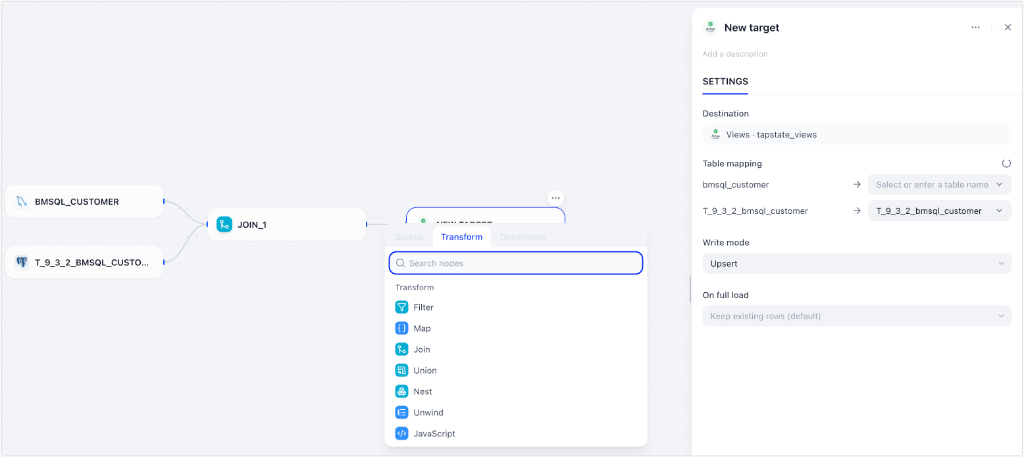 BMSQL_CUSTOMER
T_9_3_2_BMSQL_CUSTO...
JOIN_1
NEW TARGET
Source
Transform
Destination
Search nodes
Transform
Filter
Map
Join
Union
Nest
Unwind
JavaScript
New target
Add a description
SETTINGS
Destination
Views · tapstate_views
Table mapping
bmsql_customer → Select or enter a table name
T_9_3_2_bmsql_customer → T_9_3_2_bmsql_customer
Write mode
Upsert
On full load
Keep existing rows (default)